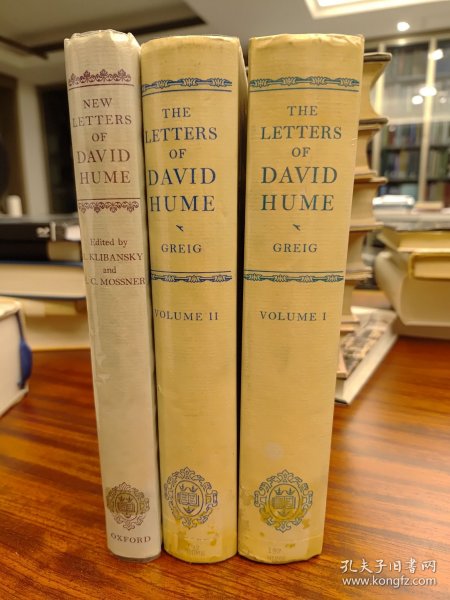 NEW
LETTERS
OF
DAVID
HUME
Edited by
KLIBANSKY
and
C. MOSSNER
OXFORD
THE
LETTERS
OF
DAVID
HUME
GREIG
VOLUME II
THE
LETTERS
OF
DAVID
HUME
GREIG
VOLUME I
孔夫子旧书网
www.kongfz.com